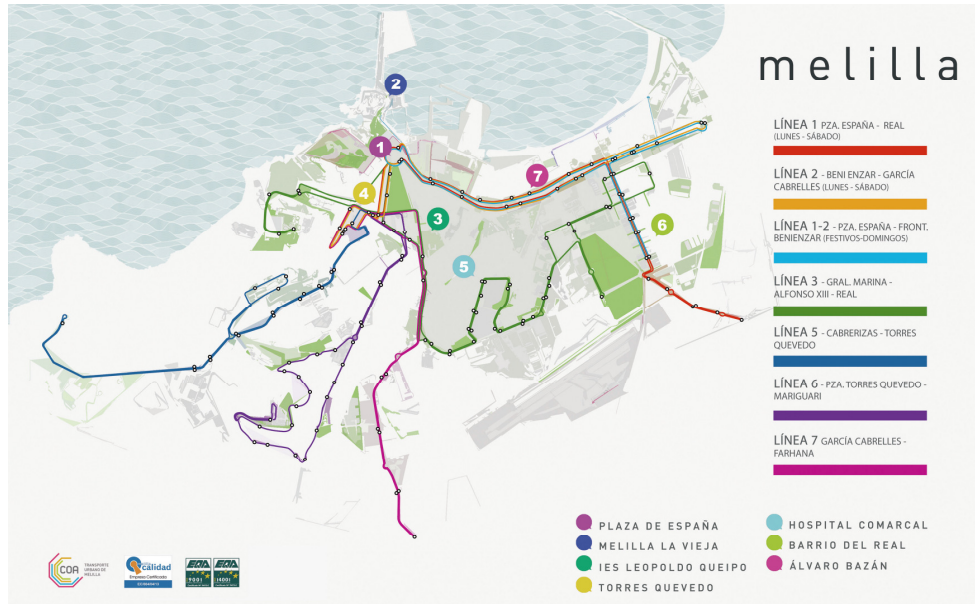 melilla
LÍNEA 1 PZA. ESPAÑA - REAL
(LUNES - SÁBADO)
LÍNEA 2 - BENI ENZAR - GARCÍA
CABRELLES (LUNES - SÁBADO)
LÍNEA 1-2 - PZA. ESPAÑA - FRONT.
BENIENZAR (FESTIVOS-DOMINGOS)
LÍNEA 3 - GRAL. MARINA -
ALFONSO XIII - REAL
LÍNEA 5 - CABRERIZAS - TORRES
QUEVEDO
LÍNEA 6 - PZA. TORRES QUEVEDO -
MARIGUARI
LÍNEA 7 GARCÍA CABRELLES -
FARHANA
2
1
7
4
3
6
5
PLAZA DE ESPAÑA
MELILLA LA VIEJA
IES LEOPOLDO QUEIPO
TORRES QUEVEDO
HOSPITAL COMARCAL
BARRIO DEL REAL
ÁLVARO BAZÁN
COA
TRANSPORTE
URBANO DE
MELILLA
calidad
Empresa Certificada
EQA
9001
EQA
14001